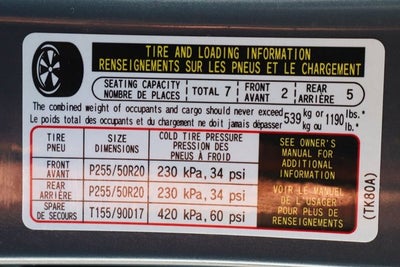 TIRE AND LOADING INFORMATION
RENSEIGNEMENTS SUR LES PNEUS ET LE CHARGEMENT
SEATING CAPACITY
NOMBRE DE PLACES
TOTAL 7
FRONT
AVANT 2
REAR
ARRIÈRE 5
The combined weight of occupants and cargo should never exceed 539 kg or 1190 lbs.
Le poids total des occupants et du chargement ne doit jamais dépasser kg ou lb.
TIRE
PNEU
SIZE
DIMENSIONS
COLD TIRE PRESSURE
PRESSION DES
PNEUS À FROID
FRONT
AVANT
P255/50R20
230 kPa, 34 psi
REAR
ARRIÈRE
P255/50R20
230 kPa, 34 psi
SPARE
DE SECOURS
T155/90D17
420 kPa, 60 psi
SEE OWNER'S
MANUAL FOR
ADDITIONAL
INFORMATION
VOIR LE MANUEL
DE L'USAGER
POUR PLUS DE
RENSEIGNEMENTS
(TK80A)